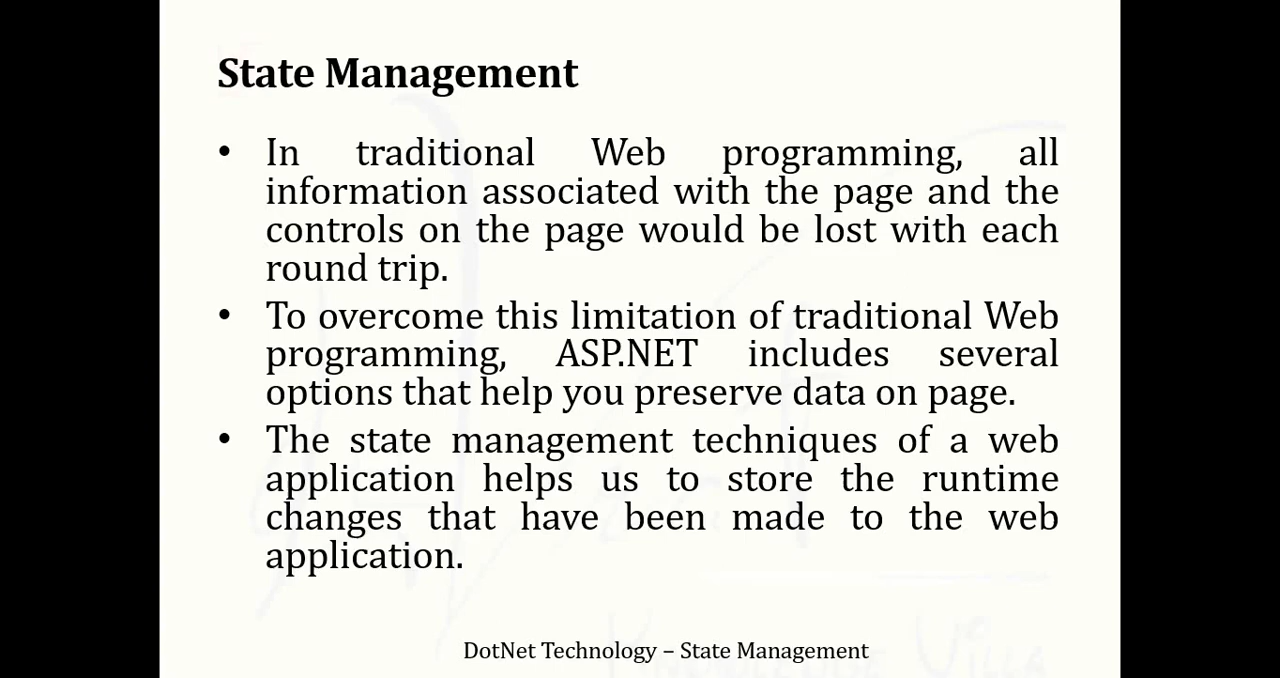 State Management
• In traditional Web programming, all
information associated with the page and the
controls on the page would be lost with each
round trip.
• To overcome this limitation of traditional Web
programming, ASP.NET includes several
options that help you preserve data on page.
• The state management techniques of a web
application helps us to store the runtime
changes that have been made to the web
application.
DotNet Technology – State Management